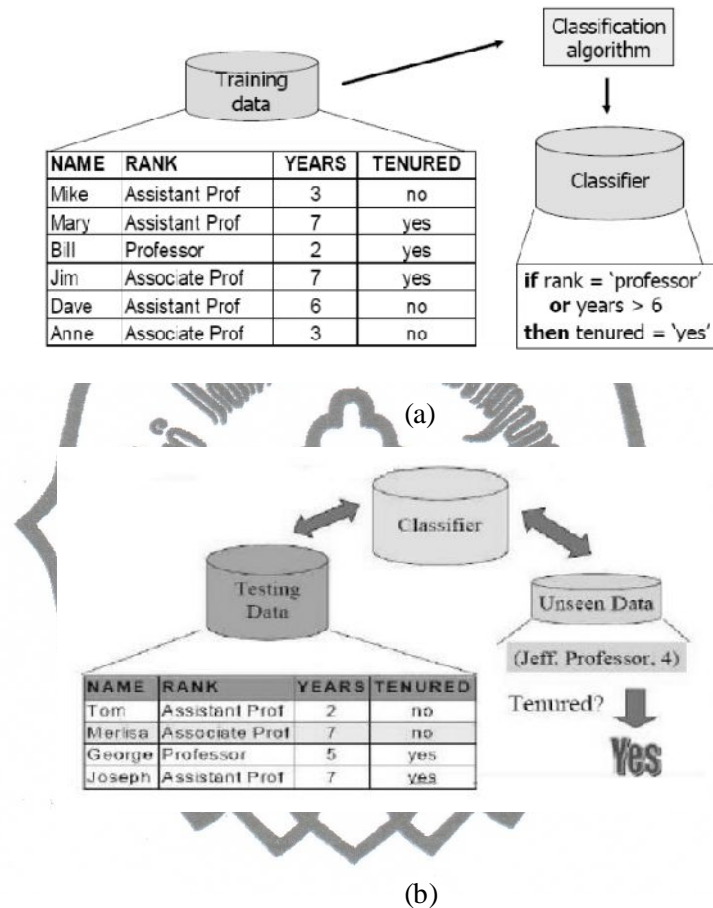 Classification
algorithm
Training
data
NAME RANK YEARS TENURED
Mike Assistant Prof 3 no
Mary Assistant Prof 7 yes
Bill Professor 2 yes
Jim Associate Prof 7 yes
Dave Assistant Prof 6 no
Anne Associate Prof 3 no
Classifier
if rank = ‘professor’
or years > 6
then tenured = ‘yes’
(a)
Classifier
Testing
Data
Unseen Data
(Jeff, Professor, 4)
NAME RANK YEARS TENURED
Tom Assistant Prof 2 no
Merlisa Associate Prof 7 no
George Professor 5 yes
Joseph Assistant Prof 7 yes
Tenured?
Yes
(b)